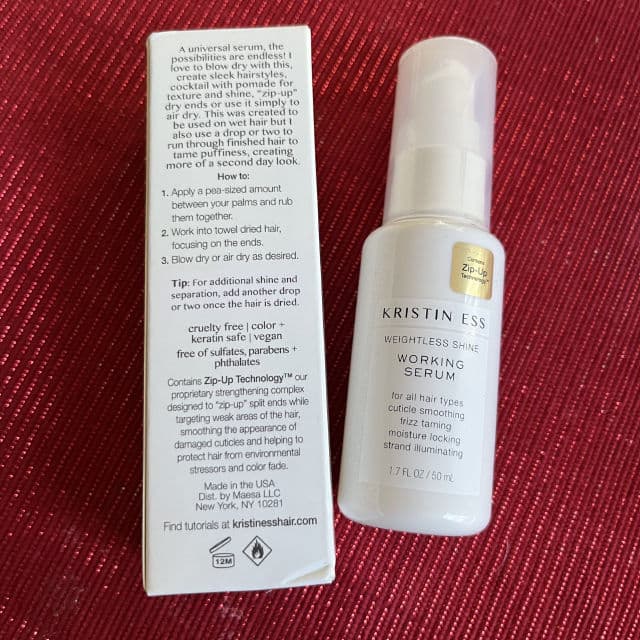 A universal serum, the
possibilities are endless! I
love to blow dry with this,
create sleek hairstyles,
cocktail with pomade for
texture and shine, "zip-up"
dry ends or use it simply to
air dry. This was created to
be used on wet hair but I
also use a drop or two to
run through finished hair to
tame puffiness, creating
more of a second day look.
How to:
1. Apply a pea-sized amount
between your palms and rub
them together.
2. Work into towel dried hair,
focusing on the ends.
3. Blow dry or air dry as desired.
Tip: For additional shine and
separation, add another drop
or two once the hair is dried.
cruelty free | color +
keratin safe | vegan
free of sulfates, parabens +
phthalates
Contains Zip-Up Technology™ our
proprietary strengthening complex
designed to "zip-up" split ends while
targeting weak areas of the hair,
smoothing the appearance of
damaged cuticles and helping to
protect hair from environmental
stressors and color fade.
Made in the USA
Dist. by Maesa LLC
New York, NY 10281
Find tutorials at kristinesshair.com
12M
Contains
Zip-Up
Technology™
KRISTIN ESS
WEIGHTLESS SHINE
WORKING
SERUM
for all hair types
cuticle smoothing
frizz taming
moisture locking
strand illuminating
1.7 FL OZ / 50 mL